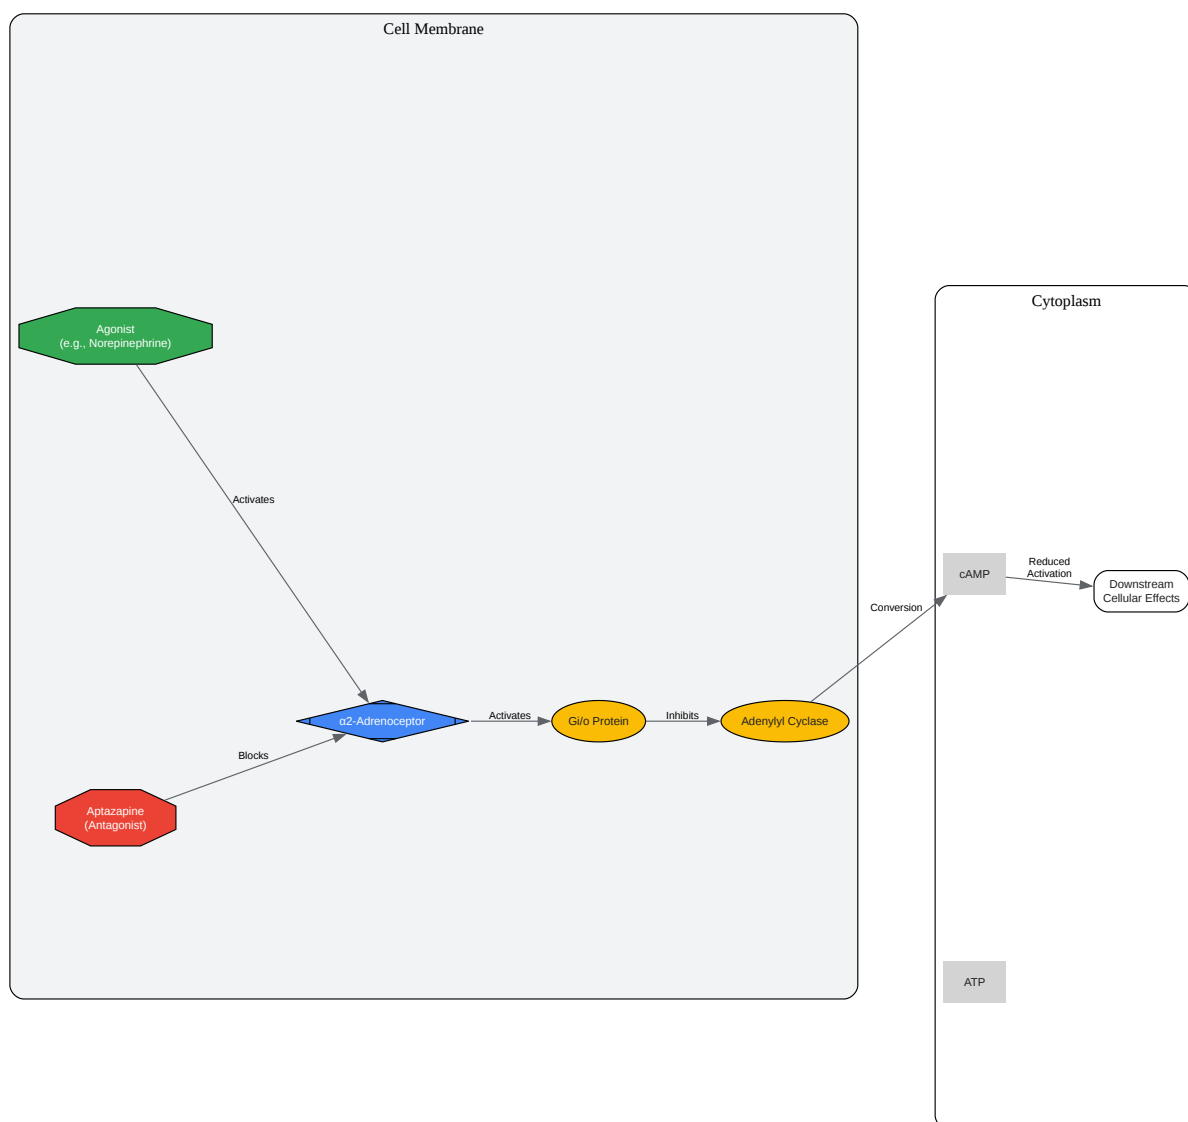 Cell Membrane
Agonist
(e.g., Norepinephrine)
Activates
α2-Adrenoceptor
Blocks
Aptazapine
(Antagonist)
Activates
Gi/o Protein
Inhibits
Adenylyl Cyclase
Conversion
Cytoplasm
cAMP
Reduced
Activation
Downstream
Cellular Effects
ATP